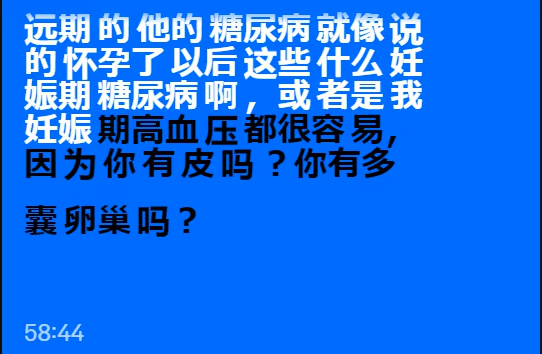 远期的他的糖尿病就像说
的怀孕了以后这些什么妊
娠期糖尿病啊，或者是我
妊娠期高血压都很容易,
因为你有皮吗？你有多
囊卵巢吗？
58:44